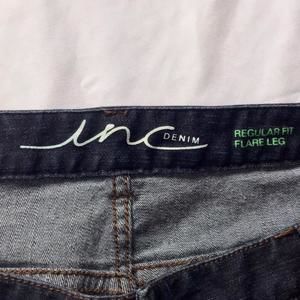 inc DENIM
REGULAR FIT
FLARE LEG